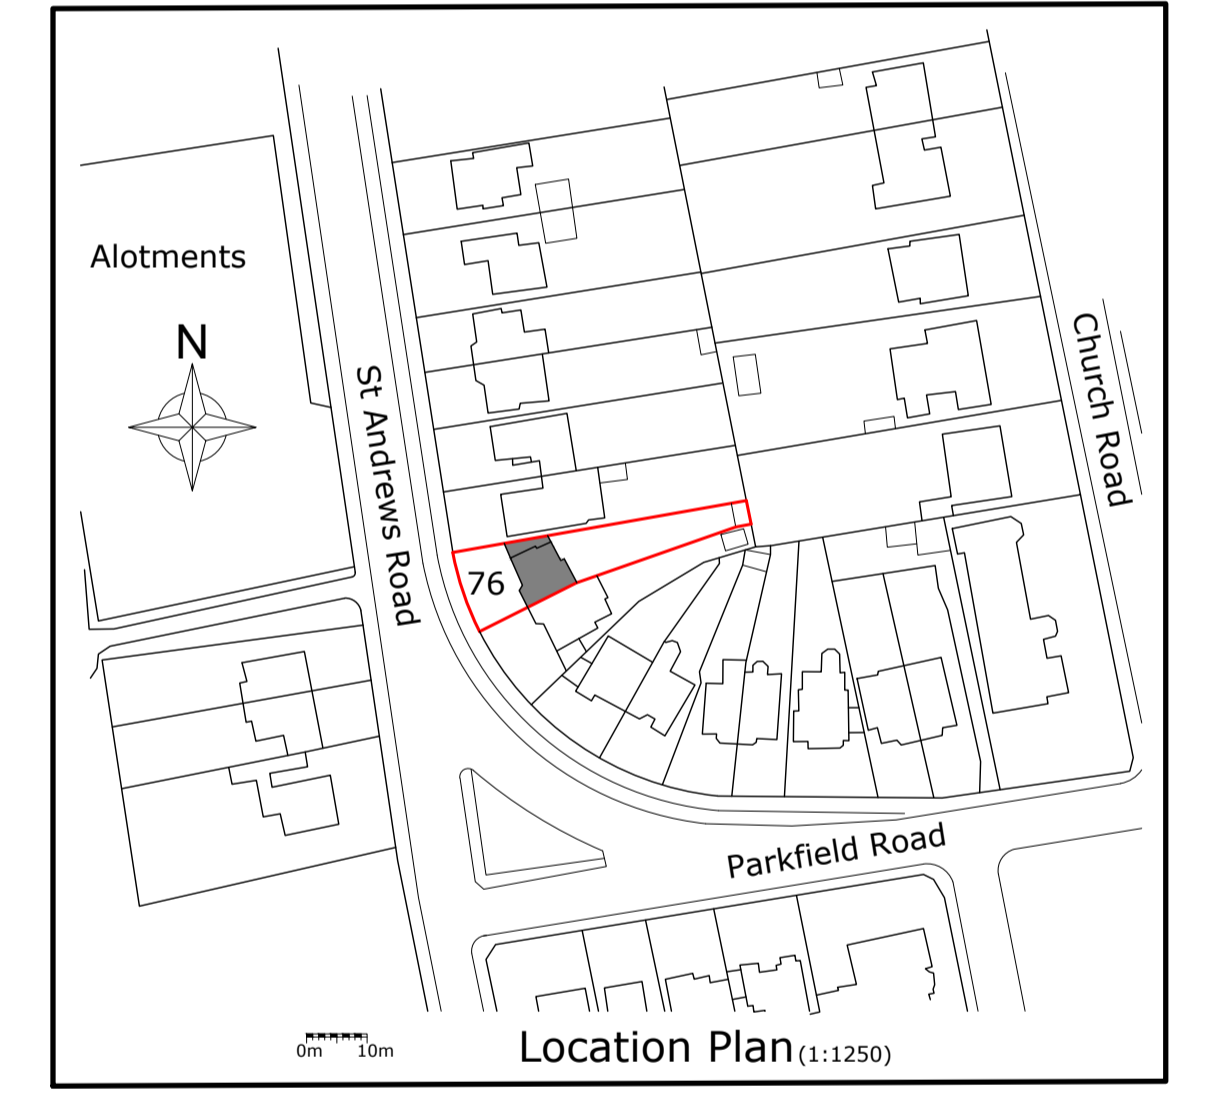 Alotments
N
St Andrews Road
Church Road
76
Parkfield Road
0m 10m
Location Plan (1:1250)